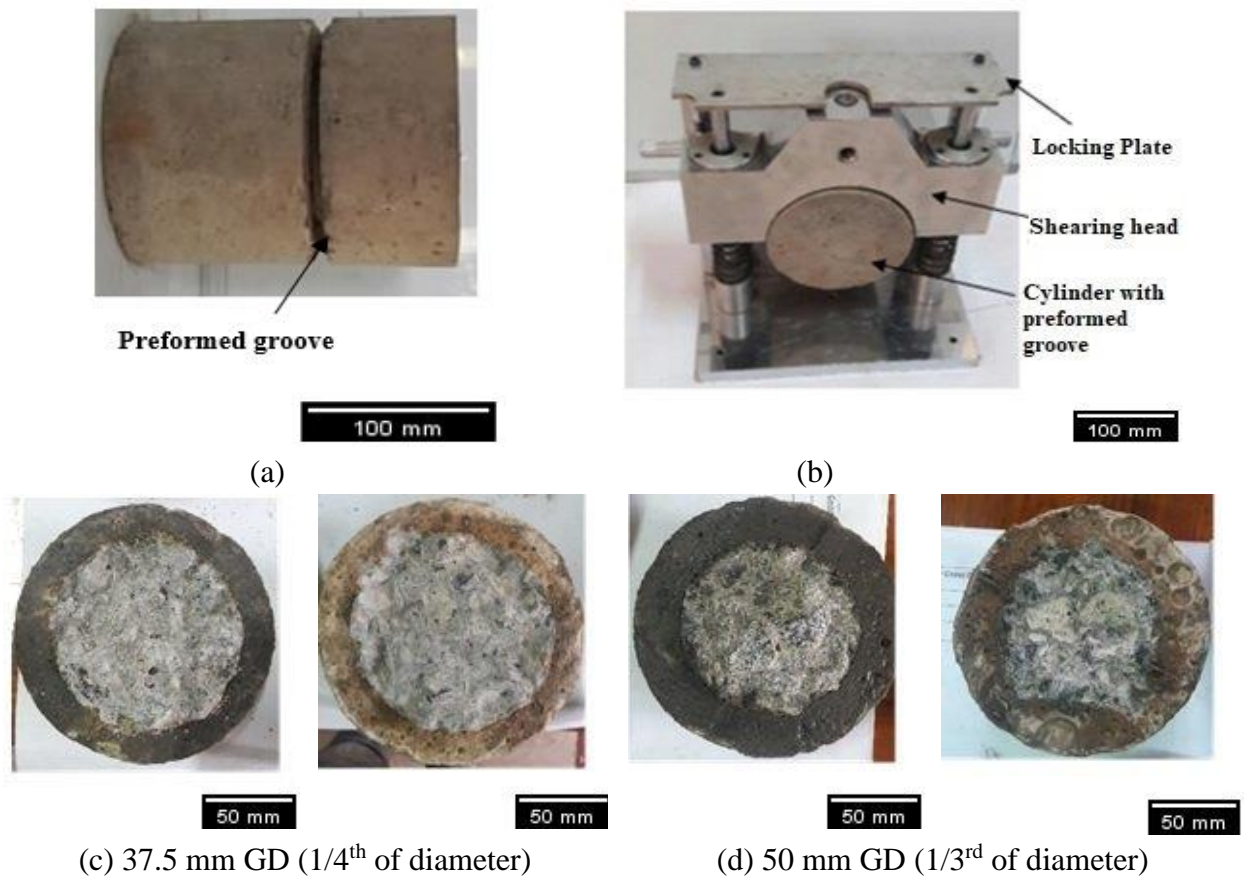 Preformed groove
100 mm
(a)
Locking Plate
Shearing head
Cylinder with
preformed
groove
100 mm
(b)
50 mm
50 mm
50 mm
50 mm
(c) 37.5 mm GD (1/4th of diameter)
(d) 50 mm GD (1/3rd of diameter)